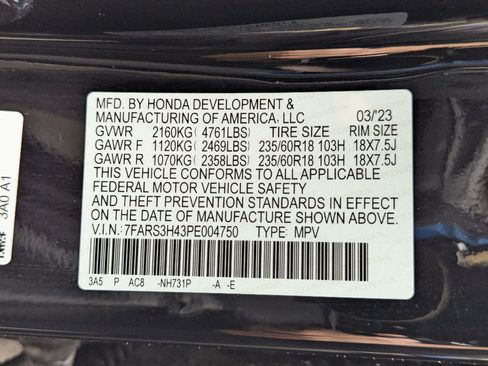 MFD. BY HONDA DEVELOPMENT &
MANUFACTURING OF AMERICA, LLC 03/'23
GVWR 2160KG( 4761LBS) TIRE SIZE RIM SIZE
GAWR F 1120KG( 2469LBS) 235/60R18 103H 18X7.5J
GAWR R 1070KG( 2358LBS) 235/60R18 103H 18X7.5J
THIS VEHICLE CONFORMS TO ALL APPLICABLE
FEDERAL MOTOR VEHICLE SAFETY
AND THEFT PREVENTION STANDARDS IN EFFECT
ON THE DATE OF MANUFACTURE SHOWN ABOVE.
V.I.N.:7FARS3H43PE004750 TYPE: MPV
3A5 P AC8 -NH731P -A -E
3A0 A1